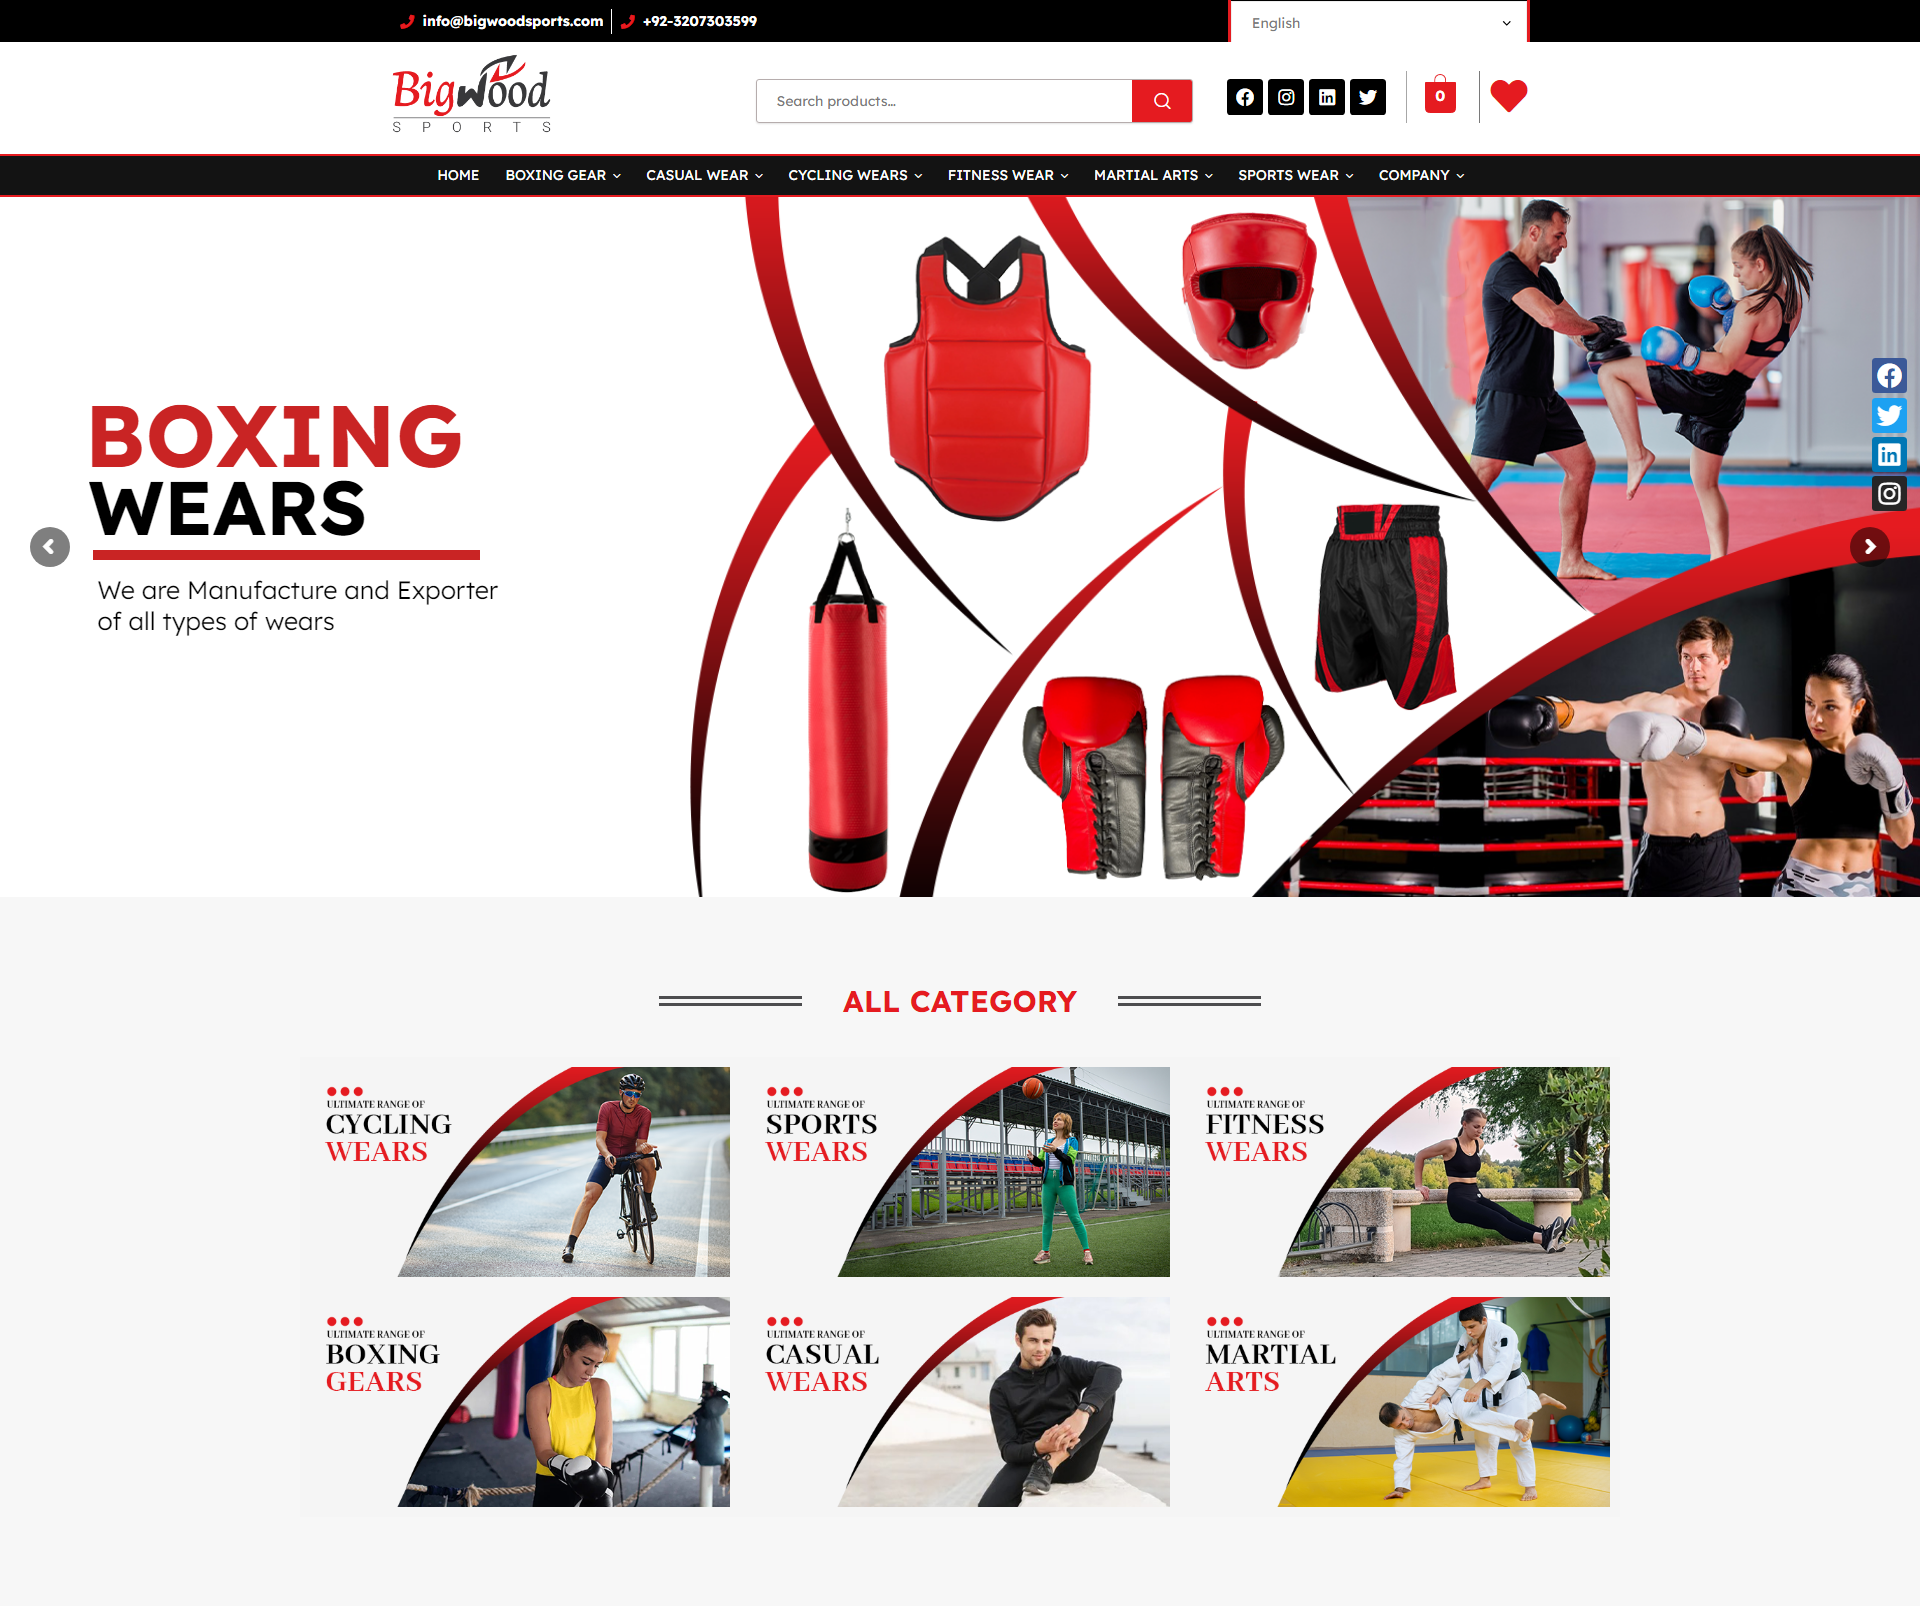 info@bigwoodsports.com
+92-3207303599
English
Bigwood
SPORTS
Search products...
0
HOME
BOXING GEAR
CASUAL WEAR
CYCLING WEARS
FITNESS WEAR
MARTIAL ARTS
SPORTS WEAR
COMPANY
BOXING
WEARS
We are Manufacture and Exporter
of all types of wears
ALL CATEGORY
ULTIMATE RANGE OF
CYCLING
WEARS
ULTIMATE RANGE OF
SPORTS
WEARS
ULTIMATE RANGE OF
FITNESS
WEARS
ULTIMATE RANGE OF
BOXING
GEARS
ULTIMATE RANGE OF
CASUAL
WEARS
ULTIMATE RANGE OF
MARTIAL
ARTS